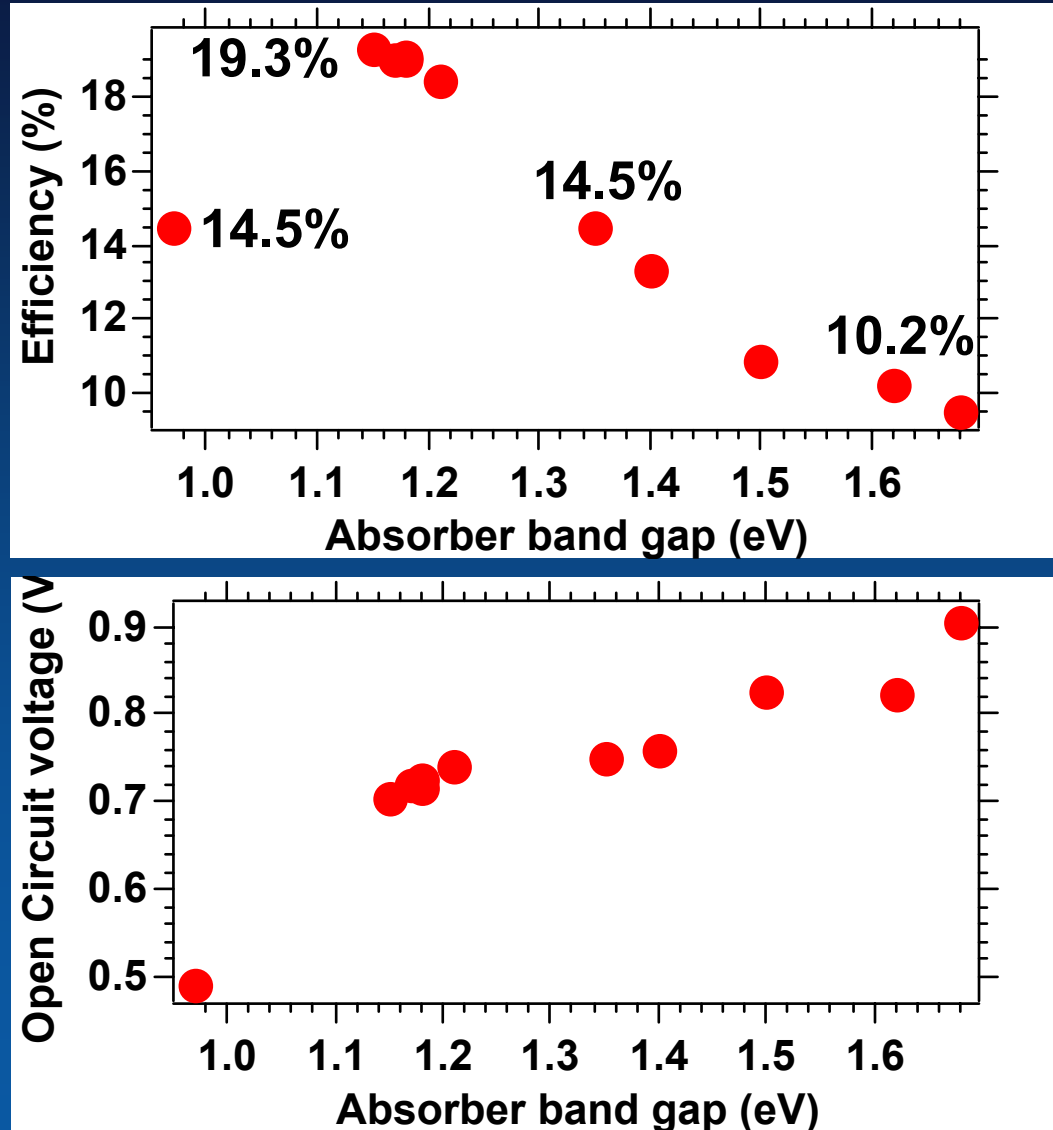 19.3%
14.5%
14.5%
10.2%
Efficiency (%)
18
16
14
12
10
1.0 1.1 1.2 1.3 1.4 1.5 1.6
Absorber band gap (eV)
Open Circuit voltage (V
0.9
0.8
0.7
0.6
0.5
1.0 1.1 1.2 1.3 1.4 1.5 1.6
Absorber band gap (eV)